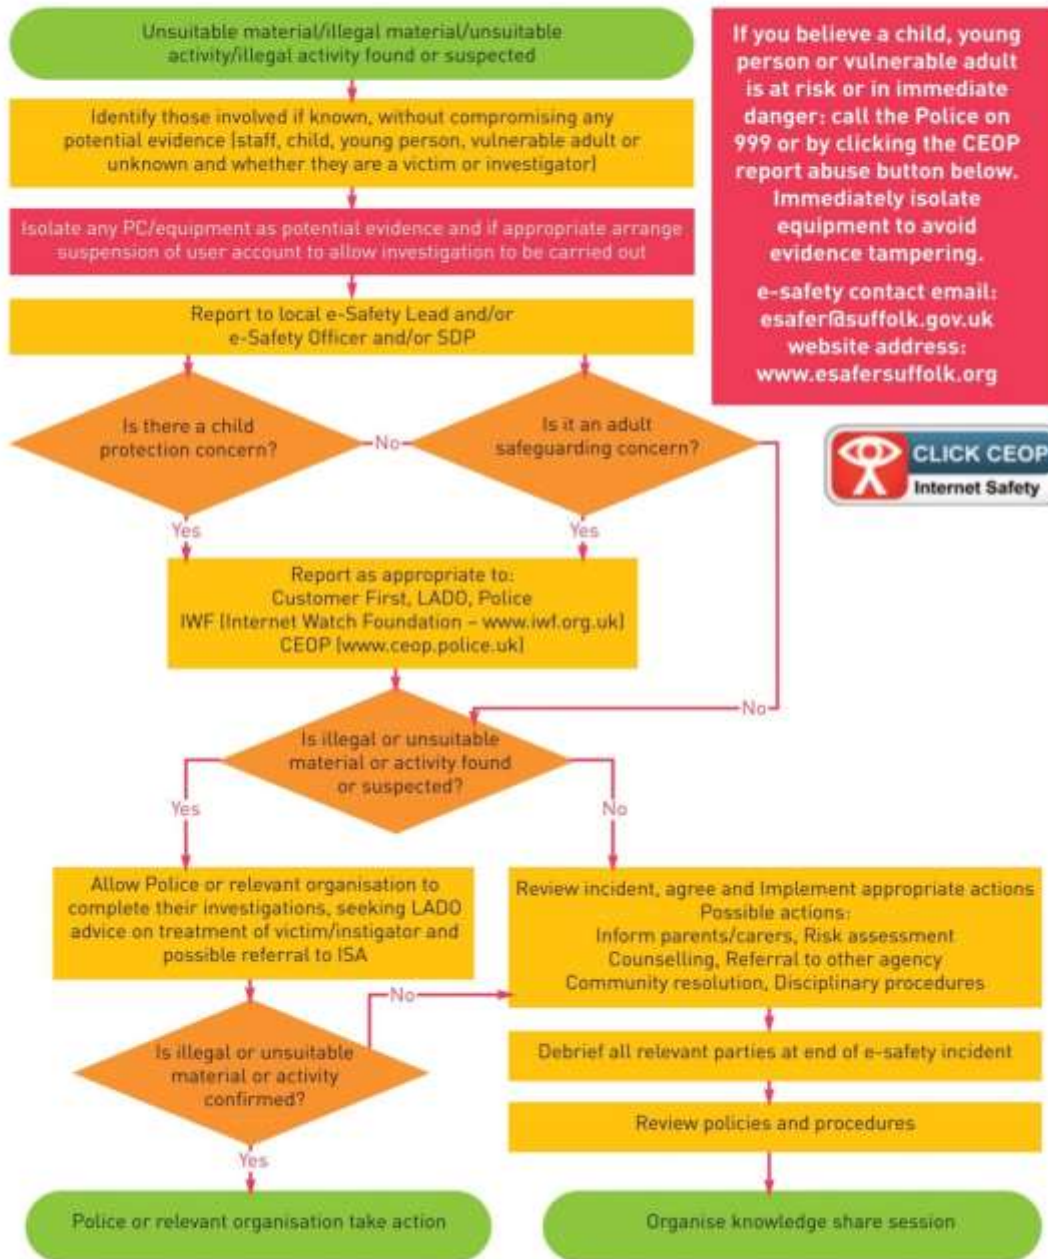 Unsuitable material/illegal material/unsuitable
activity/illegal activity found or suspected
Identify those involved if known, without compromising any
potential evidence (staff, child, young person, vulnerable adult or
unknown and whether they are a victim or investigator)
Isolate any PC/equipment as potential evidence and if appropriate arrange
suspension of user account to allow investigation to be carried out
Report to local e-Safety Lead and/or
e-Safety Officer and/or SDP
If you believe a child, young
person or vulnerable adult
is at risk or in immediate
danger: call the Police on
999 or by clicking the CEOP
report abuse button below.
Immediately isolate
equipment to avoid
evidence tampering.
e-safety contact email:
esafer@suffolk.gov.uk
website address:
www.esafersuffolk.org
CLICK CEOP
Internet Safety
Is there a child
protection concern?
No
Is it an adult
safeguarding concern?
Yes
Yes
Report as appropriate to:
Customer First, LADO, Police
IWF (Internet Watch Foundation – www.iwf.org.uk)
CEOP (www.ceop.police.uk)
No
Is illegal or unsuitable
material or activity found
or suspected?
Yes
No
Allow Police or relevant organisation to
complete their investigations, seeking LADO
advice on treatment of victim/instigator and
possible referral to ISA
Review incident, agree and Implement appropriate actions
Possible actions:
Inform parents/carers, Risk assessment
Counselling, Referral to other agency
Community resolution, Disciplinary procedures
No
Is illegal or unsuitable
material or activity
confirmed?
Debrief all relevant parties at end of e-safety incident
Review policies and procedures
Yes
Police or relevant organisation take action
Organise knowledge share session